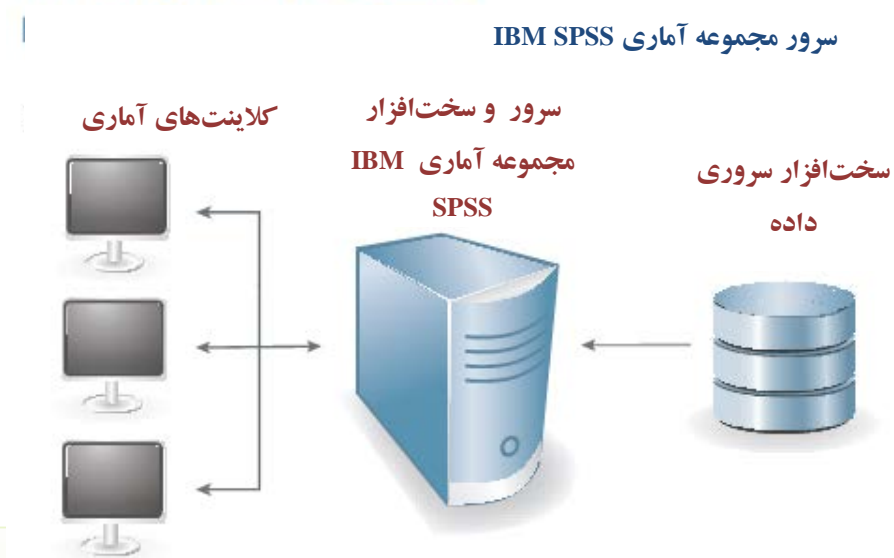 سرور مجموعه آماری IBM SPSS
سخت‌افزار سروری
داده
سرور و سخت‌افزار
مجموعه آماری IBM
SPSS
کلاینت‌های آماری